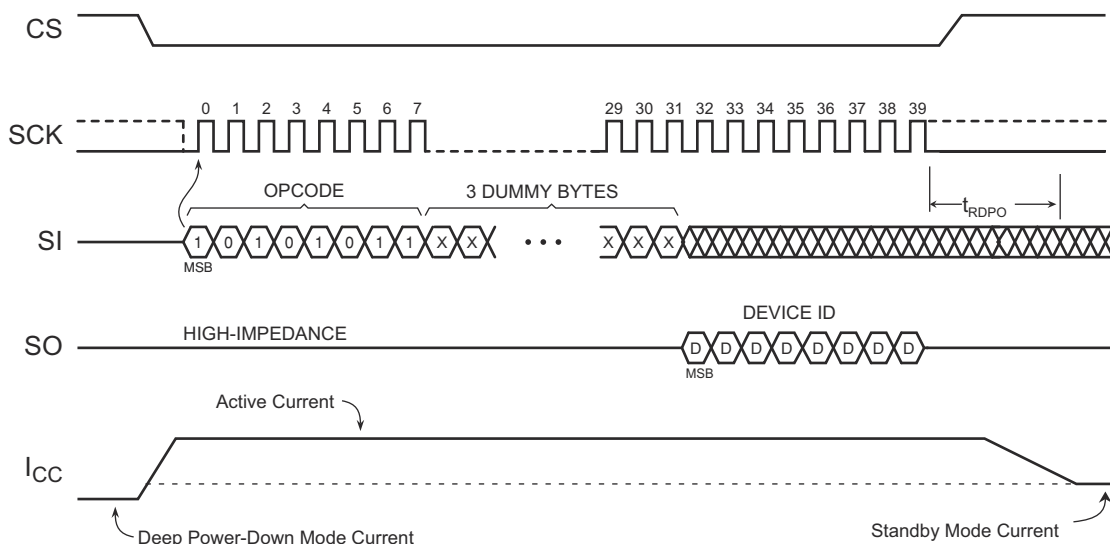 CS
0 1 2 3 4 5 6 7 29 30 31 32 33 34 35 36 37 38 39
SCK
OPCODE 3 DUMMY BYTES tRDPO
SI 1 0 1 0 1 0 1 1 X X • • • X X X
MSB
DEVICE ID
HIGH-IMPEDANCE
SO D D D D D D D D
MSB
Active Current
ICC
Deep Power-Down Mode Current
Standby Mode Current